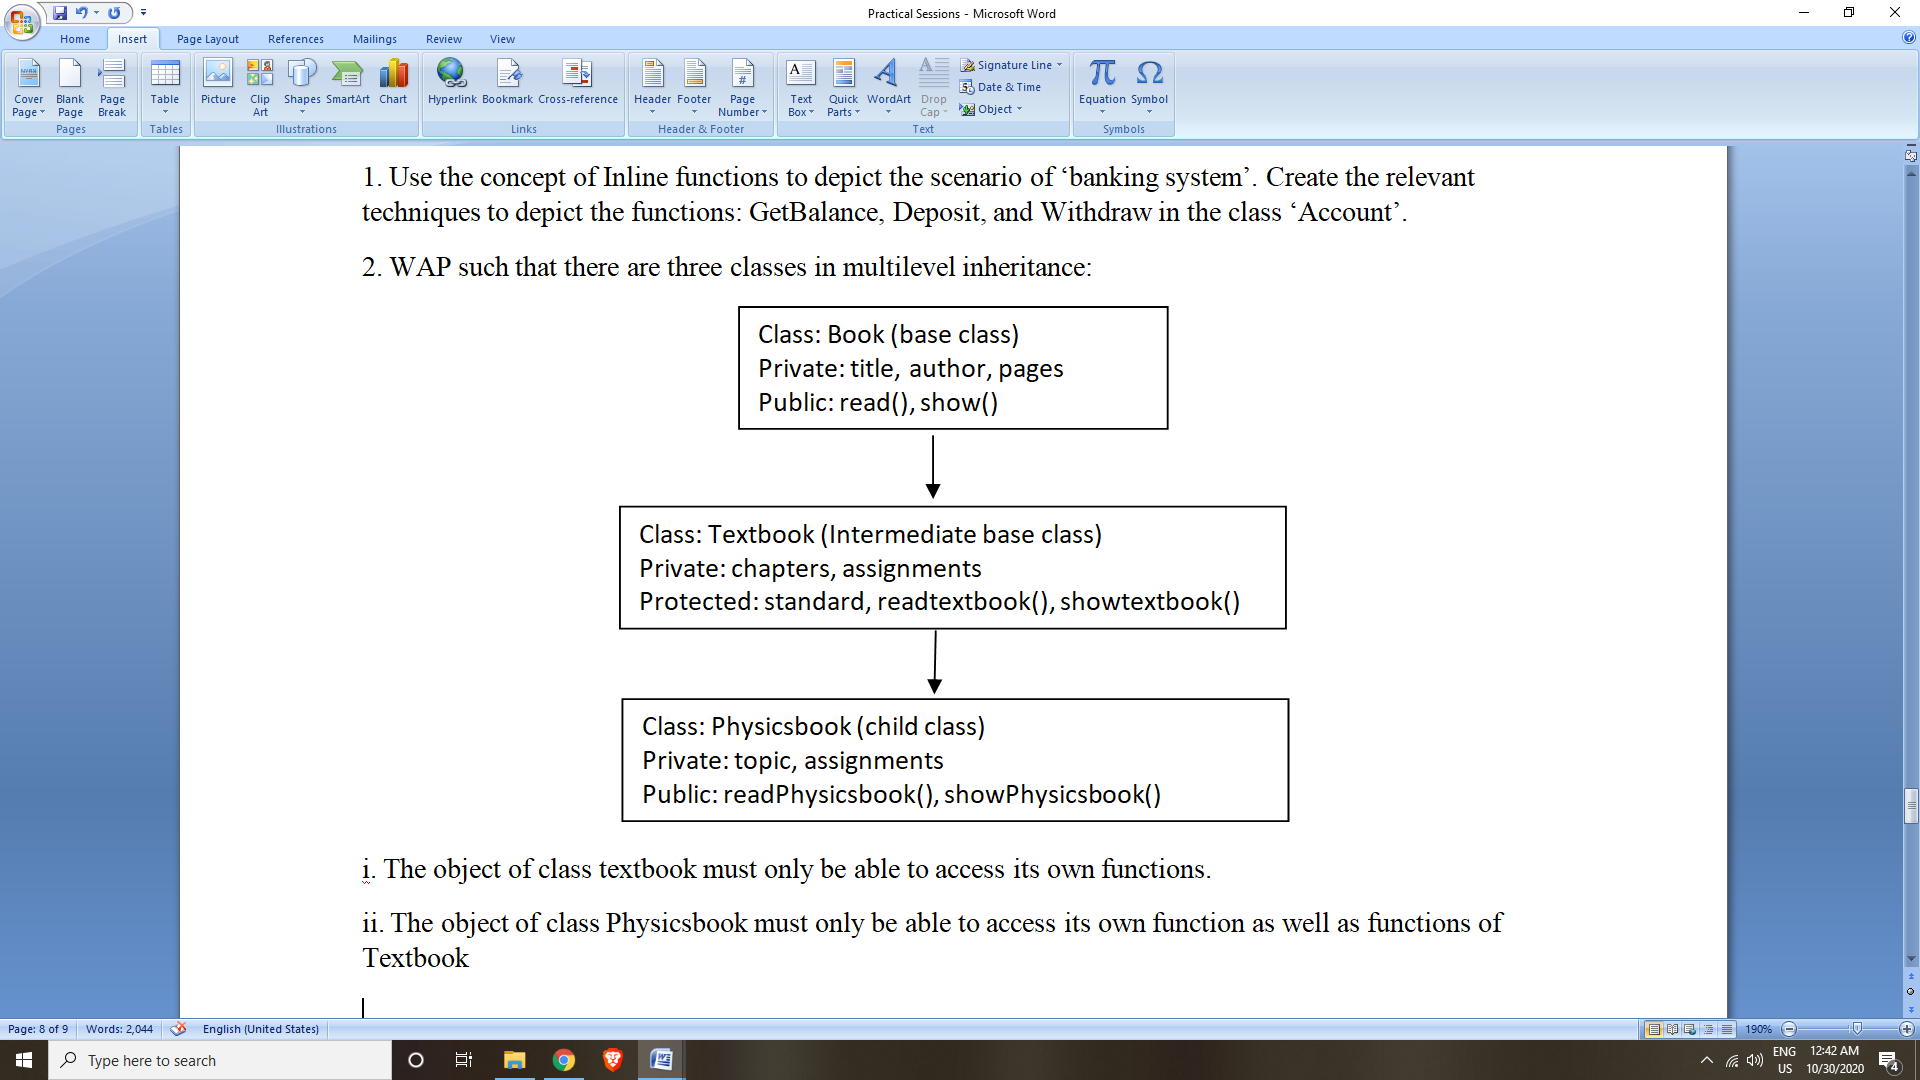 Practical Sessions - Microsoft Word
Home Insert Page Layout References Mailings Review View
Cover Page Blank Page Page Break
Pages
Table
Tables
Picture Clip Art Shapes SmartArt Chart
Illustrations
Hyperlink Bookmark Cross-reference
Links
Header Footer Page Number
Header & Footer
Text Box Quick Parts WordArt Drop Cap
Signature Line
Date & Time
Object
Text
Equation Symbol
Symbols
1. Use the concept of Inline functions to depict the scenario of ‘banking system’. Create the relevant
techniques to depict the functions: GetBalance, Deposit, and Withdraw in the class ‘Account’.
2. WAP such that there are three classes in multilevel inheritance:
Class: Book (base class)
Private: title, author, pages
Public: read(), show()
Class: Textbook (Intermediate base class)
Private: chapters, assignments
Protected: standard, readtextbook(), showtextbook()
Class: Physicsbook (child class)
Private: topic, assignments
Public: readPhysicsbook(), showPhysicsbook()
i. The object of class textbook must only be able to access its own functions.
ii. The object of class Physicsbook must only be able to access its own function as well as functions of
Textbook
Page: 8 of 9 Words: 2,044 English (United States) 190%
Type here to search
ENG
US
12:42 AM
10/30/2020
4